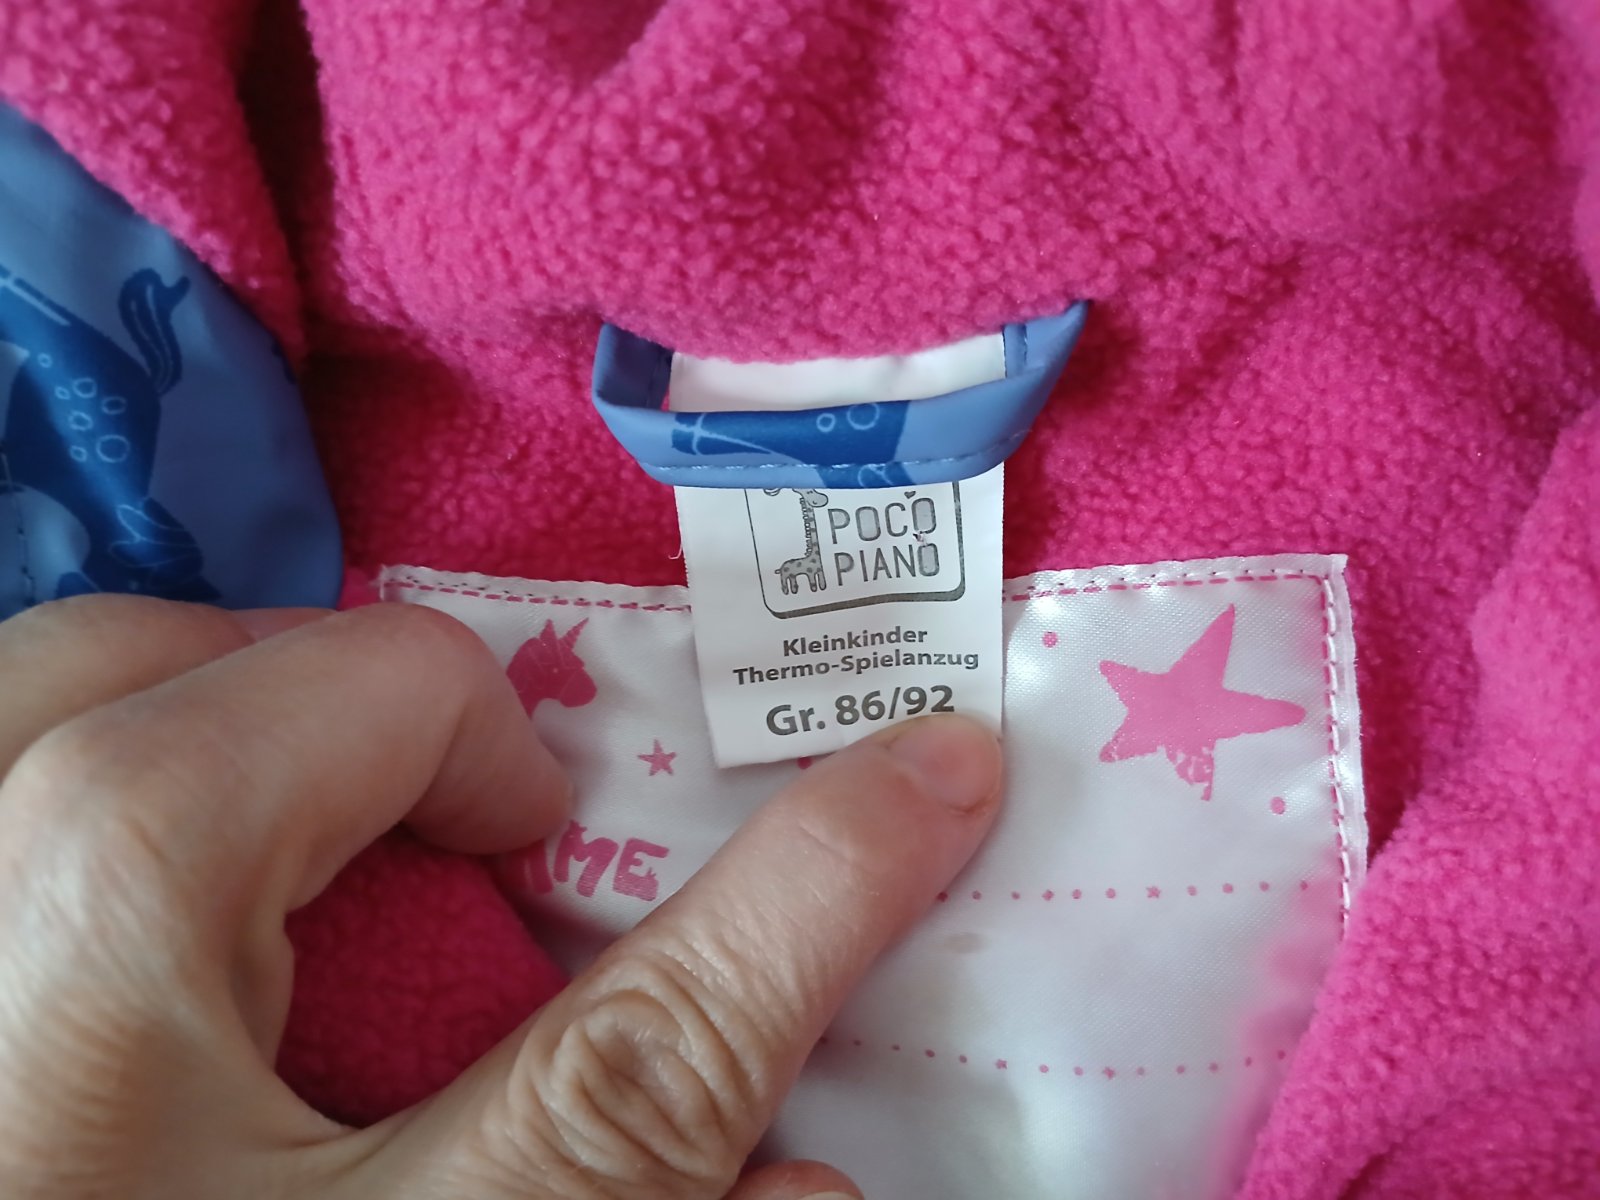 POCO
PIANO
Kleinkinder
Thermo-Spielanzug
Gr. 86/92